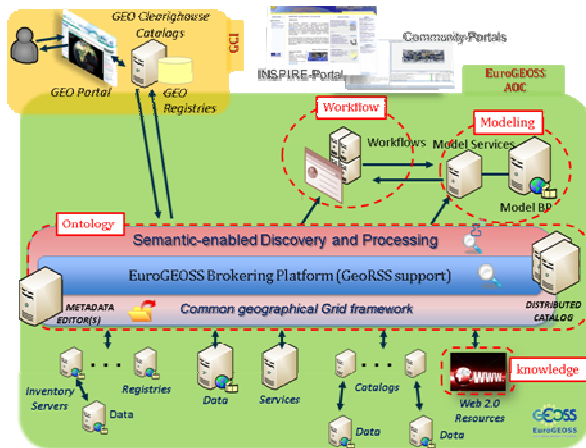 GEO Clearighouse
Catalogs
GCI
GEO Portal
GEO
Registries
INSPIRE Portal
Community-Portals
EuroGEOSS
AOC
Workflow
Workflows
Modeling
Model Services
Model BP
Ontology
Semantic-enabled Discovery and Processing
EuroGEOSS Brokering Platform (GeoRSS support)
Common geographical Grid framework
METADATA
EDITOR(S)
DISTRIBUTED
CATALOG
Inventory
Servers
Registries
Data
Data
Services
Catalogs
Data
Data
WWW
knowledge
Web 2.0
Resources
GEOSS
EuroGEOSS